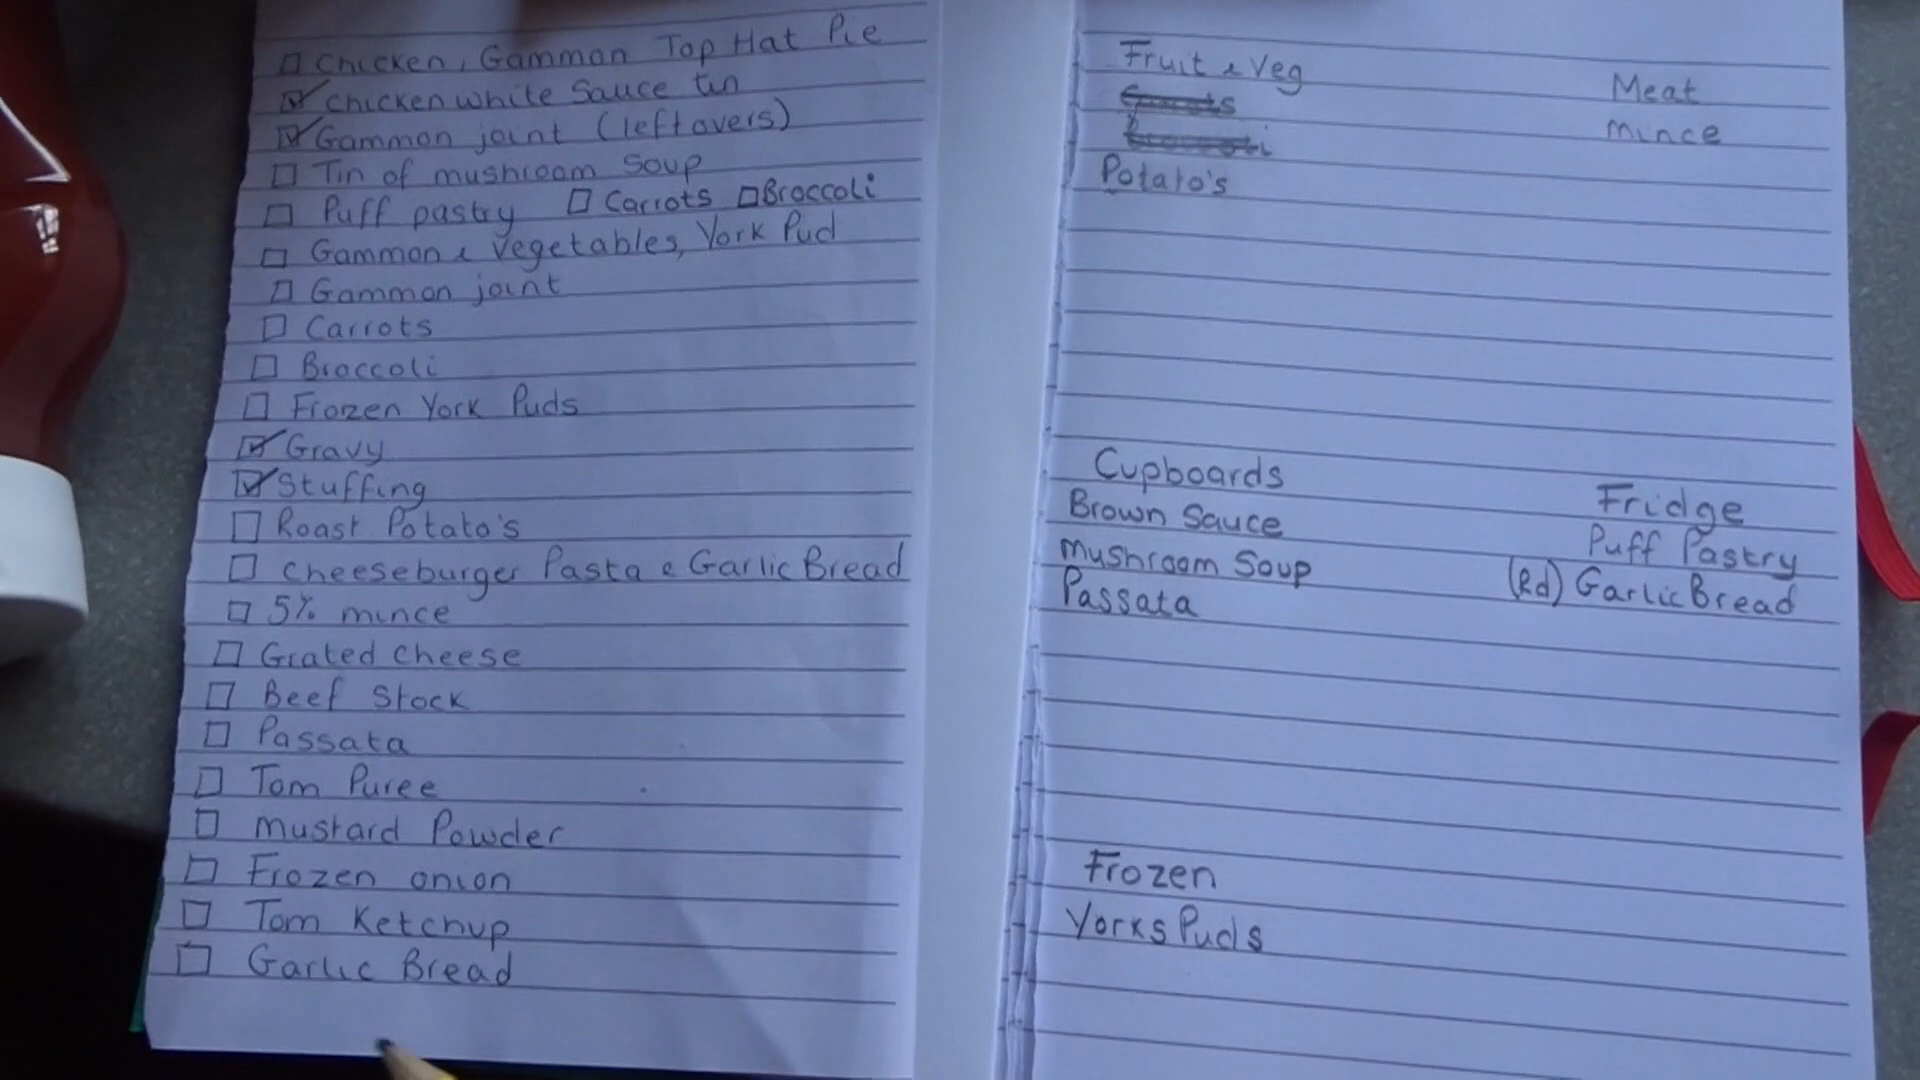 Chicken, Gammon Top Hat Pie
Chicken white Sauce tin
Gammon joint (leftovers)
Tin of mushroom Soup
Puff pastry Carrots Broccoli
Gammon & Vegetables, York Pud
Gammon joint
Carrots
Broccoli
Frozen York Puds
Gravy
Stuffing
Roast Potato's
Cheeseburger Pasta & Garlic Bread
5% mince
Grated Cheese
Beef Stock
Passata
Tom Puree
Mustard Powder
Frozen onion
Tom Ketchup
Garlic Bread
Fruit & Veg
Carrots
Broccoli
Potato's
Meat
Mince
Cupboards
Brown Sauce
Mushroom Soup
Passata
Fridge
Puff Pastry
(Rd) Garlic Bread
Frozen
Yorks Puds